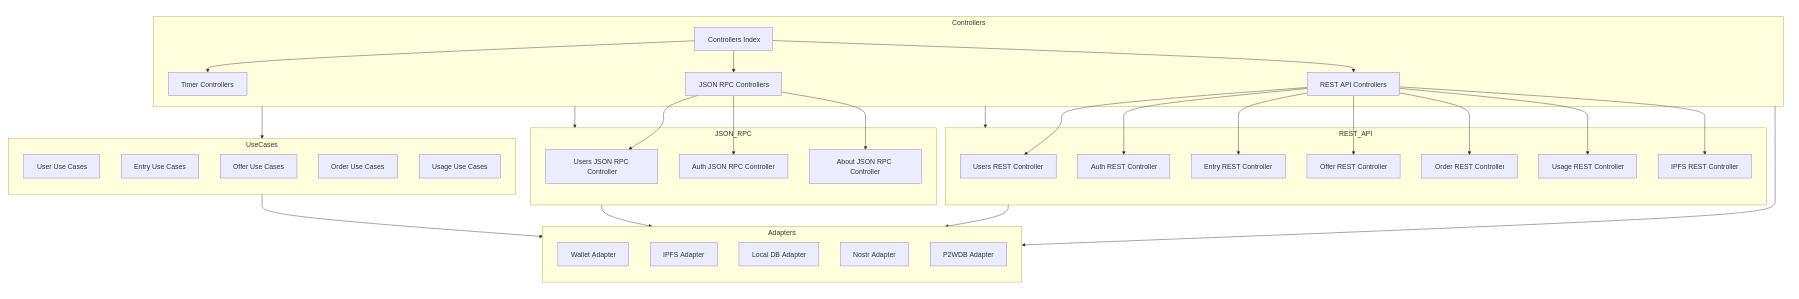 Controllers
Controllers Index
Timer Controllers
JSON RPC Controllers
REST API Controllers
UseCases
User Use Cases
Entry Use Cases
Offer Use Cases
Order Use Cases
Usage Use Cases
JSON_RPC
Users JSON RPC
Controller
Auth JSON RPC Controller
About JSON RPC
Controller
REST_API
Users REST Controller
Auth REST Controller
Entry REST Controller
Offer REST Controller
Order REST Controller
Usage REST Controller
IPFS REST Controller
Adapters
Wallet Adapter
IPFS Adapter
Local DB Adapter
Nostr Adapter
P2WDB Adapter